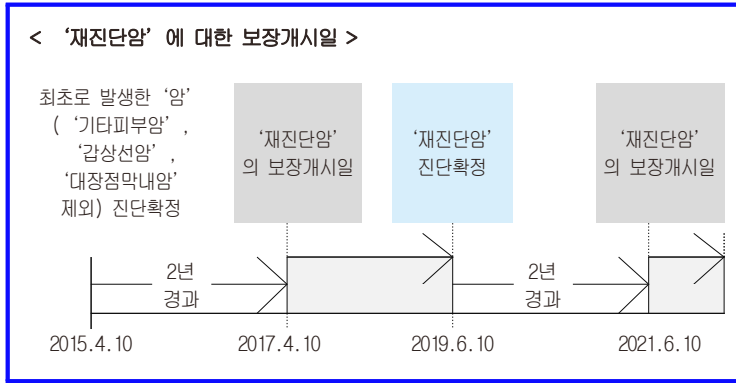 < ‘재진단암’ 에 대한 보장개시일 >
최초로 발생한 ‘암’
( ‘기타피부암’ ,
‘갑상선암’ ,
‘대장점막내암’
제외) 진단확정
‘재진단암’
의 보장개시일
‘재진단암’
진단확정
‘재진단암’
의 보장개시일
2년
경과
2년
경과
2015.4.10
2017.4.10
2019.6.10
2021.6.10